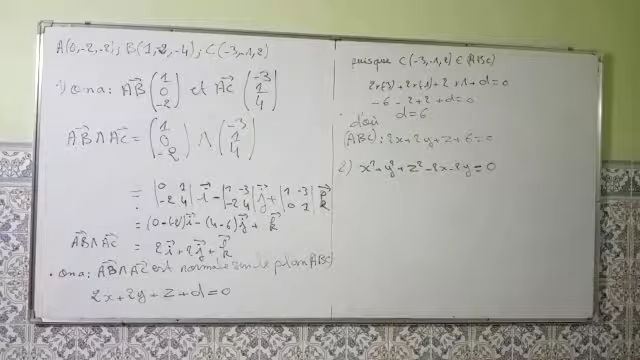 A(0,-2,-2); B(1,-2,-4); C(-3,-1,2)
1) On a: AB⃗ (1 0 -2) et AC⃗ (-3 1 4)
AB⃗ ∧ AC⃗ = (1 0 -2) ∧ (-3 1 4)
= |0 1 -2 4| i⃗ - |1 -3 -2 4| j⃗ + |1 -3 0 1| k⃗
= (0-(-2)) i⃗ - (4-6) j⃗ + k⃗
AB⃗ ∧ AC⃗ = 2i⃗ + 2j⃗ + k⃗
• On a: AB⃗ ∧ AC⃗ est normale sur le plan (ABC)
2x + 2y + z + d = 0
puisque C(-3,-1,2) ∈ (ABC)
2x(-3) + 2x(-1) + 2 x 1 + d = 0
-6 - 2 + 2 + d = 0
d = 6
d'où
(ABC): 2x + 2y + z + 6 = 0
2) x² + y² + z² - 2x - 2y = 0